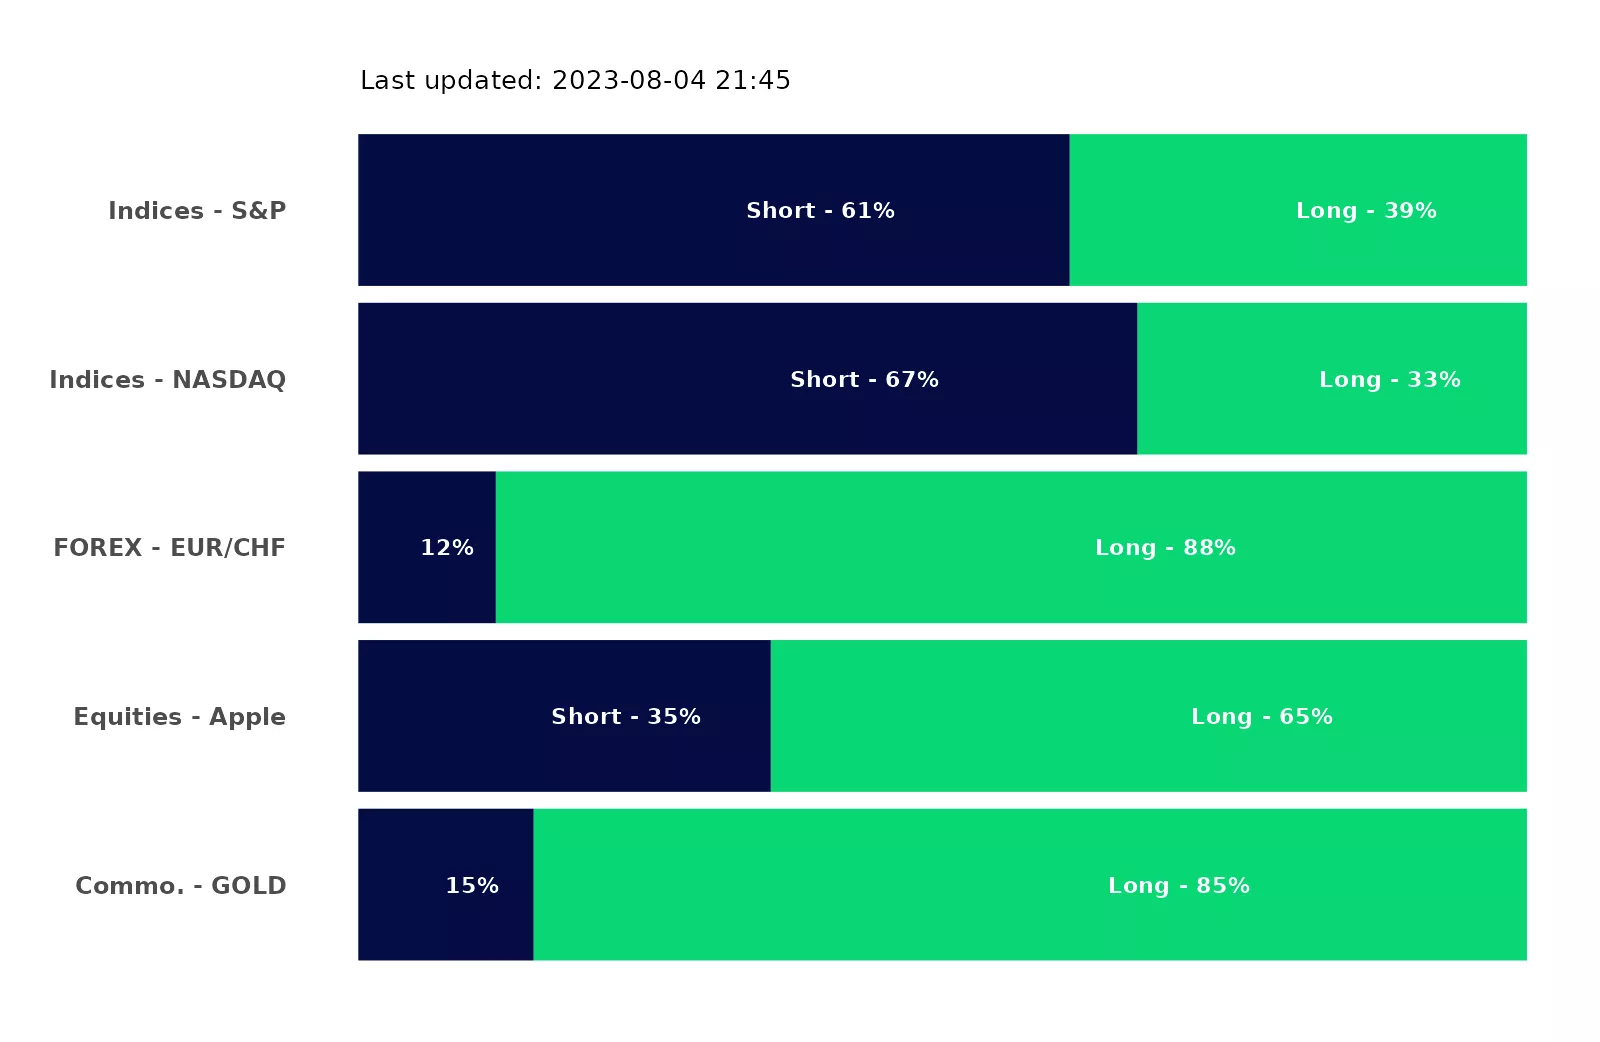 Last updated: 2023-08-04 21:45
Indices - S&P Short - 61% Long - 39%
Indices - NASDAQ Short - 67% Long - 33%
FOREX - EUR/CHF 12% Long - 88%
Equities - Apple Short - 35% Long - 65%
Commo. - GOLD 15% Long - 85%